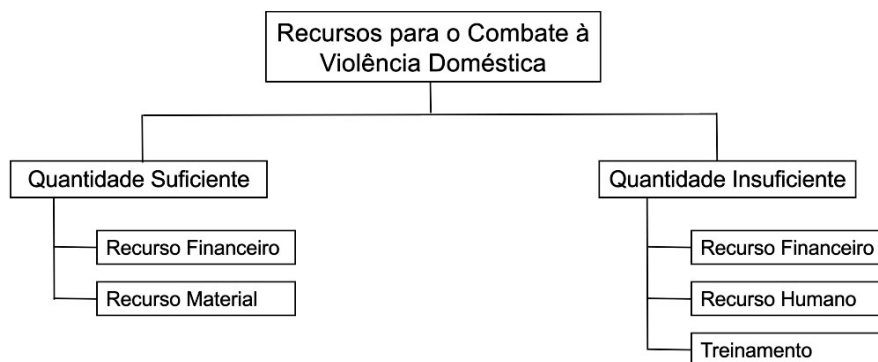 Recursos para o Combate à
Violência Doméstica
Quantidade Suficiente
Quantidade Insuficiente
Recurso Financeiro
Recurso Material
Recurso Financeiro
Recurso Humano
Treinamento